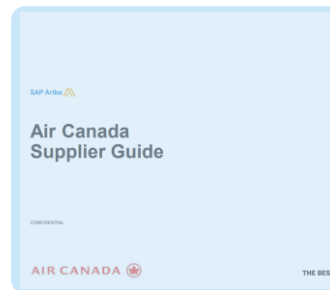 SAP Ariba
Air Canada
Supplier Guide
CONFIDENTIAL
AIR CANADA
THE BES